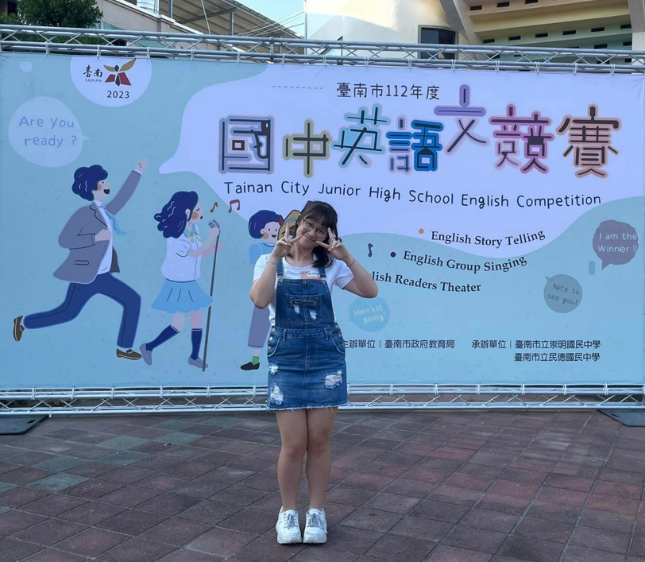 臺南
TAINAN
2023
臺南市112年度
國中英語文競賽
Tainan City Junior High School English Competition
Are you
ready ?
English Story Telling
English Group Singing
English Readers Theater
I am the
Winner !
Nice to
see you!
主辦單位｜臺南市政府教育局
承辦單位｜臺南市立崇明國民中學
臺南市立民德國民中學